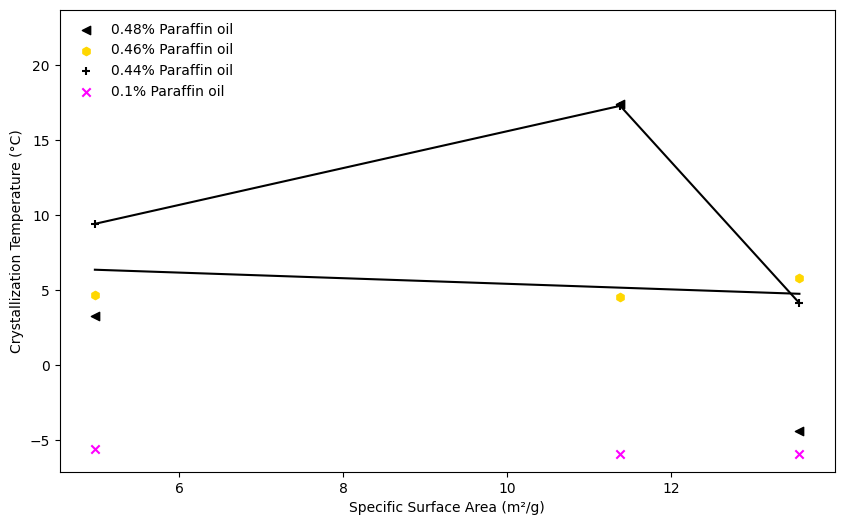 0.48% Paraffin oil
0.46% Paraffin oil
0.44% Paraffin oil
0.1% Paraffin oil
Crystallization Temperature (°C)
20
15
10
5
0
−5
6 8 10 12
Specific Surface Area (m²/g)